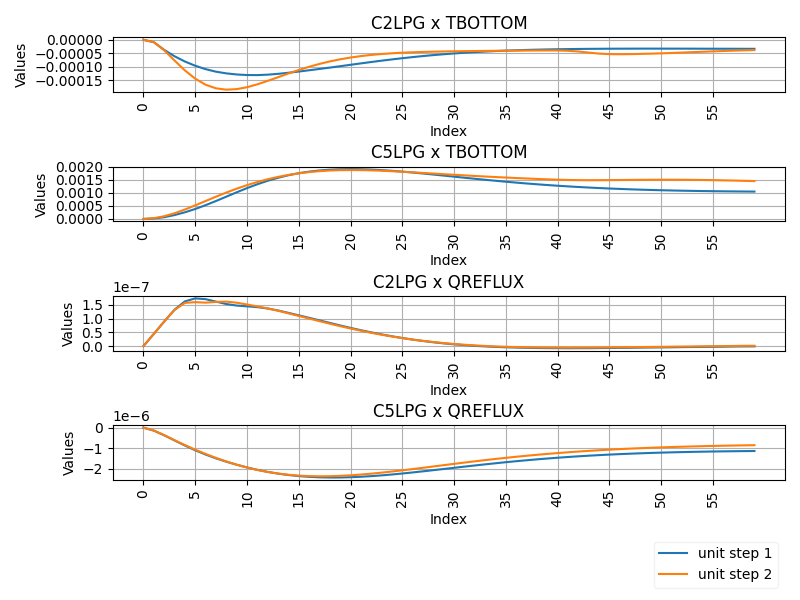 C2LPG x TBOTTOM
Values
0.00000
−0.00005
−0.00010
−0.00015
0 5 10 15 20 25 30 35 40 45 50 55
Index
C5LPG x TBOTTOM
Values
0.0020
0.0015
0.0010
0.0005
0.0000
0 5 10 15 20 25 30 35 40 45 50 55
Index
C2LPG x QREFLUX
1e−7
Values
1.5
1.0
0.5
0.0
0 5 10 15 20 25 30 35 40 45 50 55
Index
C5LPG x QREFLUX
1e−6
Values
0
−1
−2
0 5 10 15 20 25 30 35 40 45 50 55
Index
unit step 1
unit step 2